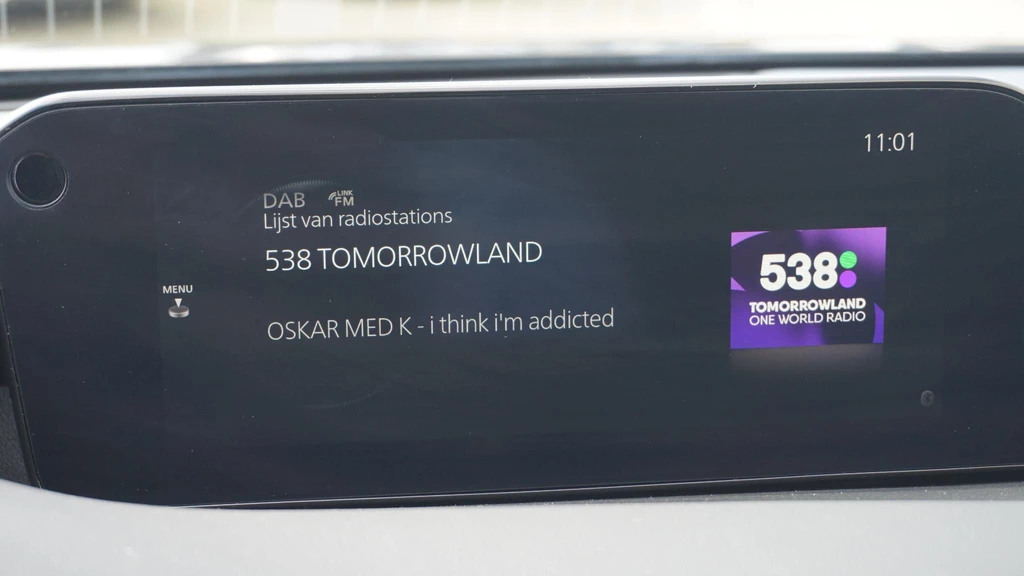 11:01
DAB LINK FM
Lijst van radiostations
538 TOMORROWLAND
MENU
OSKAR MED K - i think i'm addicted
538
TOMORROWLAND
ONE WORLD RADIO